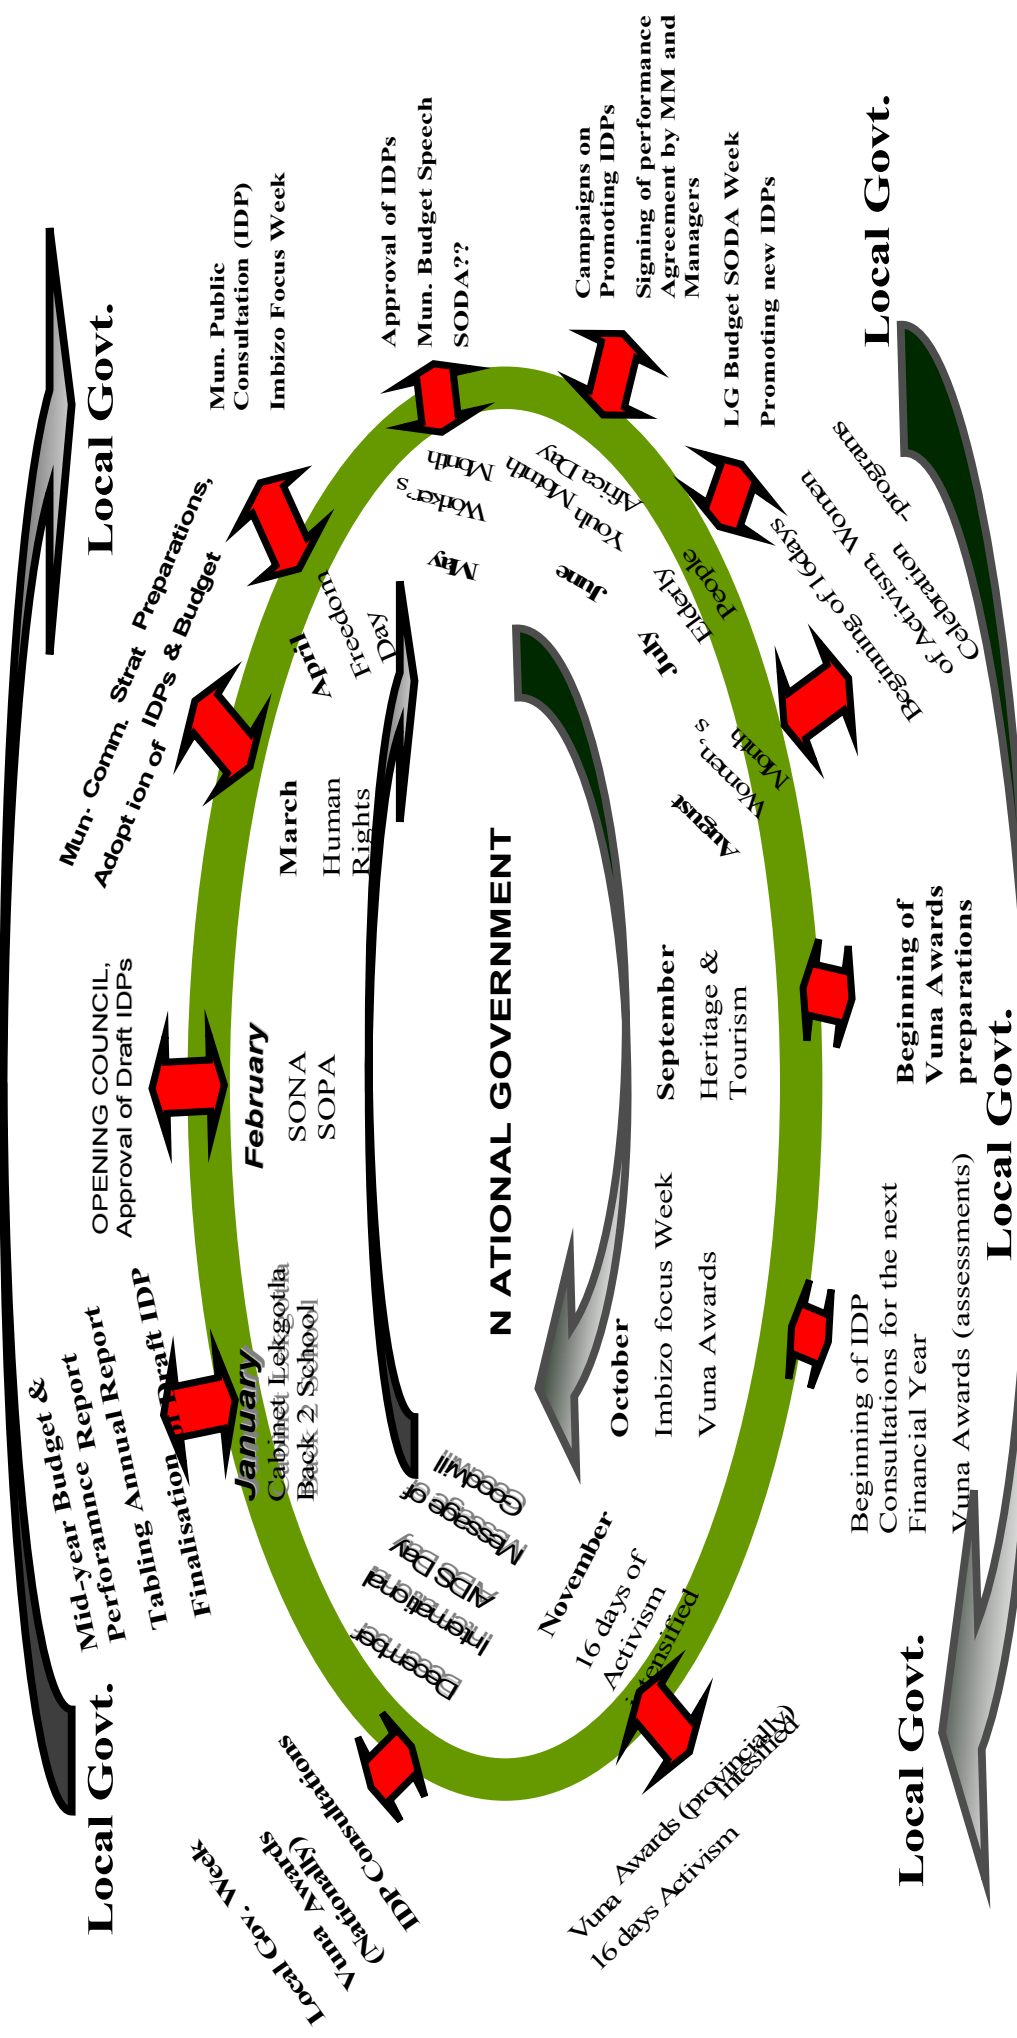 Local Govt.
Mid-year Budget &
Perforamnce Report
Tabling Annual Report
Finalisation of Draft IDP
OPENING COUNCIL,
Approval of Draft IDPs
Mun- Comm. Strat Preparations,
Adoption of IDPs & Budget
Local Govt.
Mun. Public
Consultation (IDP)
Imbizo Focus Week
Approval of IDPs
Mun. Budget Speech
SODA??
Campaigns on
Promoting IDPs
Signing of performance
Agreement by MM and
Managers
LG Budget SODA Week
Promoting new IDPs
Local Govt.
Beginning of 16days
of Activism, Women
Celebration
-programs
Beginning of
Vuna Awards
preparations
Local Govt.
Beginning of IDP
Consultations for the next
Financial Year
Vuna Awards (assessments)
Local Govt.
Vuna Awards (provincially)
16 days Activism
Intesified
IDP Consultations
Vuna Awards
(Nationally)
Local Gov. Week
January
Cabinet Lekgotla
Back 2 School
February
SONA
SOPA
March
Human
Rights
April
Freedom
Day
May
Worker's
Month
June
Youh Motnth
Africa Day
July
Elderly
People
August
Women,s
Month
September
Heritage &
Tourism
October
Imbizo focus Week
Vuna Awards
November
16 days of
Activism
intensified
December
International
AIDS Day
Message of
Goodwill
N ATIONAL GOVERNMENT